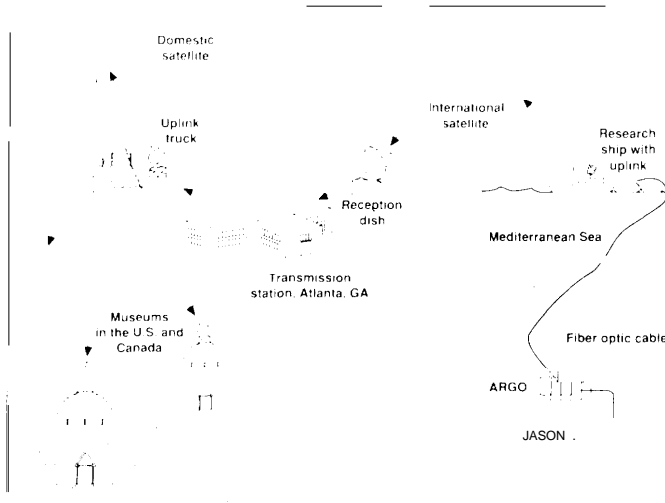 Domestic
satellite
International
satellite
Uplink
truck
Research
ship with
uplink
Reception
dish
Mediterranean Sea
Transmission
station, Atlanta, GA
Museums
in the U.S. and
Canada
Fiber optic cable
ARGO
JASON .